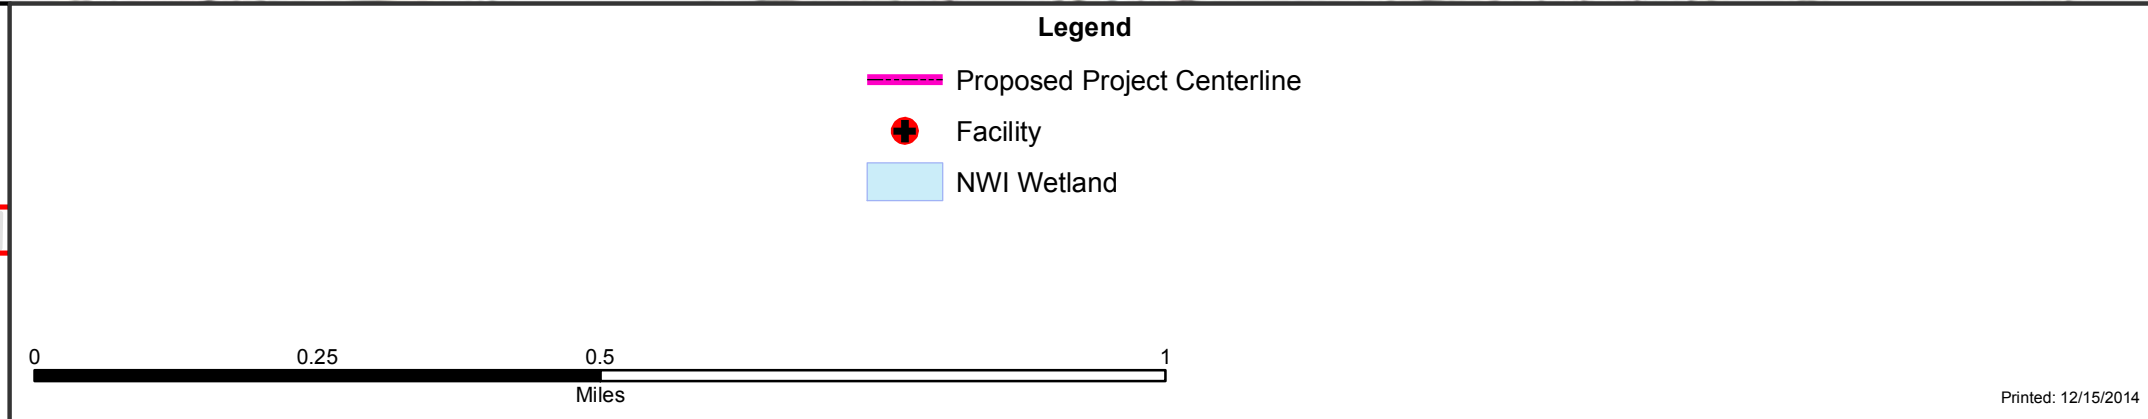 Legend
Proposed Project Centerline
Facility
NWI Wetland
0 0.25 0.5 1
Miles
Printed: 12/15/2014